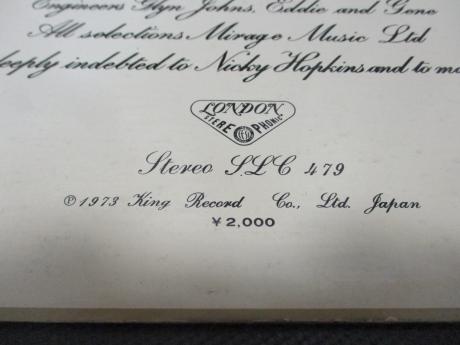 Engineers Glyn Johns, Eddie and Gene
All selections Mirage Music Ltd
deeply indebted to Nicky Hopkins and to
LONDON
STEREO PHONIC
Stereo SLC 479
℗ 1973 King Record Co., Ltd. Japan
¥2,000